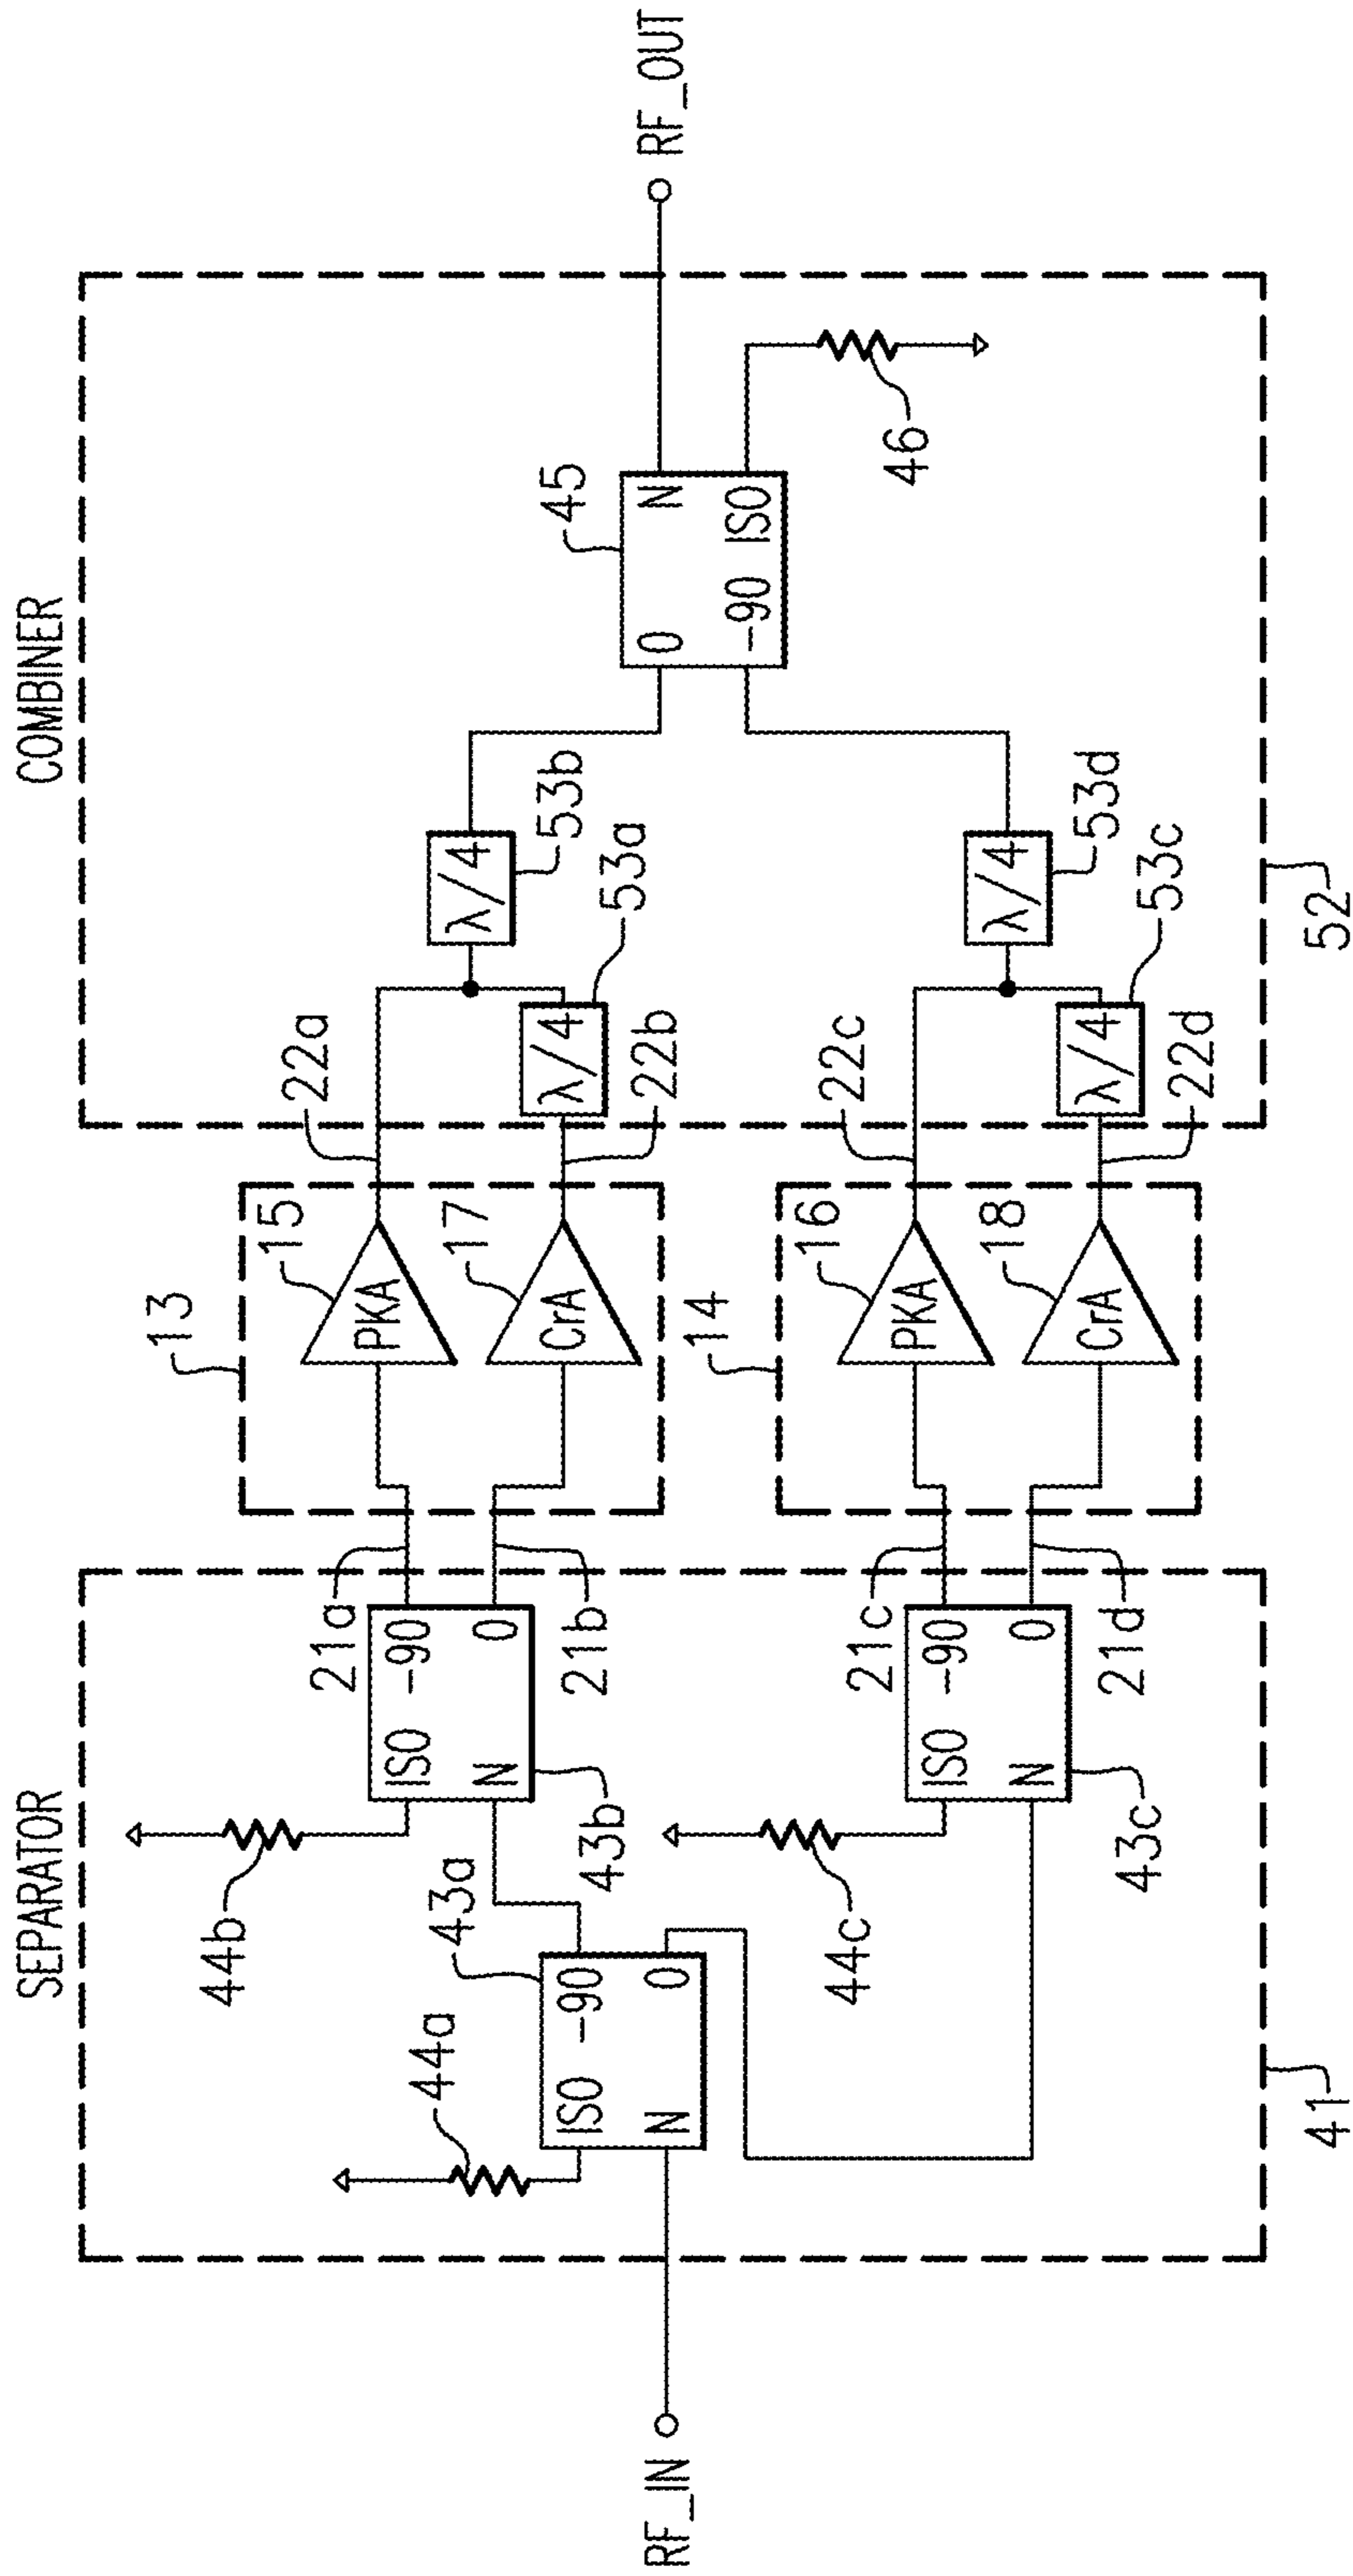 SEPARATOR
COMBINER
RF_IN
44a
ISO -90
N 0
43a
44b
ISO -90
N 0
43b
21a
21b
44c
ISO -90
N 0
43c
21c
21d
41
13
PKA
15
CrA
17
14
PKA
16
CrA
18
22a
22b
22c
22d
λ/4
53a
λ/4
53b
λ/4
53c
λ/4
53d
0 N
-90 ISO
45
46
52
RF_OUT